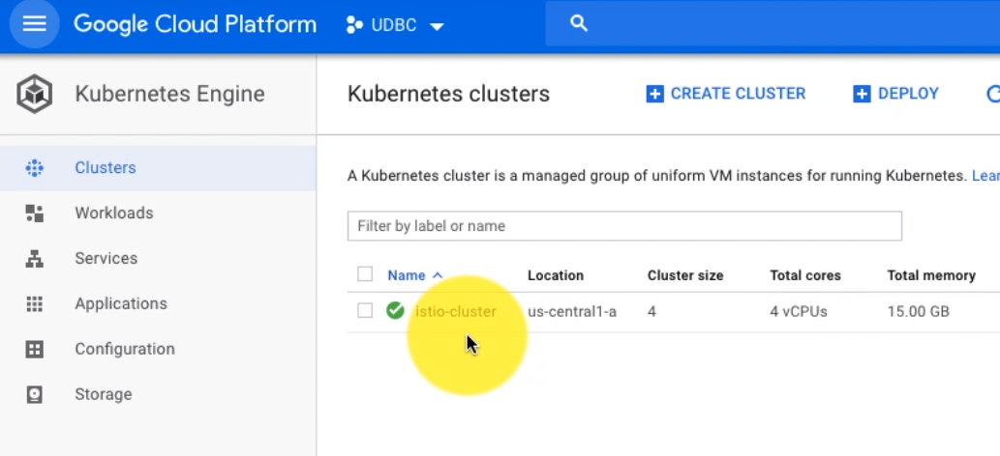 Google Cloud Platform UDBC
Kubernetes Engine
Clusters
Workloads
Services
Applications
Configuration
Storage
Kubernetes clusters CREATE CLUSTER DEPLOY
A Kubernetes cluster is a managed group of uniform VM instances for running Kubernetes. Lear
Filter by label or name
Name Location Cluster size Total cores Total memory
istio-cluster us-central1-a 4 4 vCPUs 15.00 GB